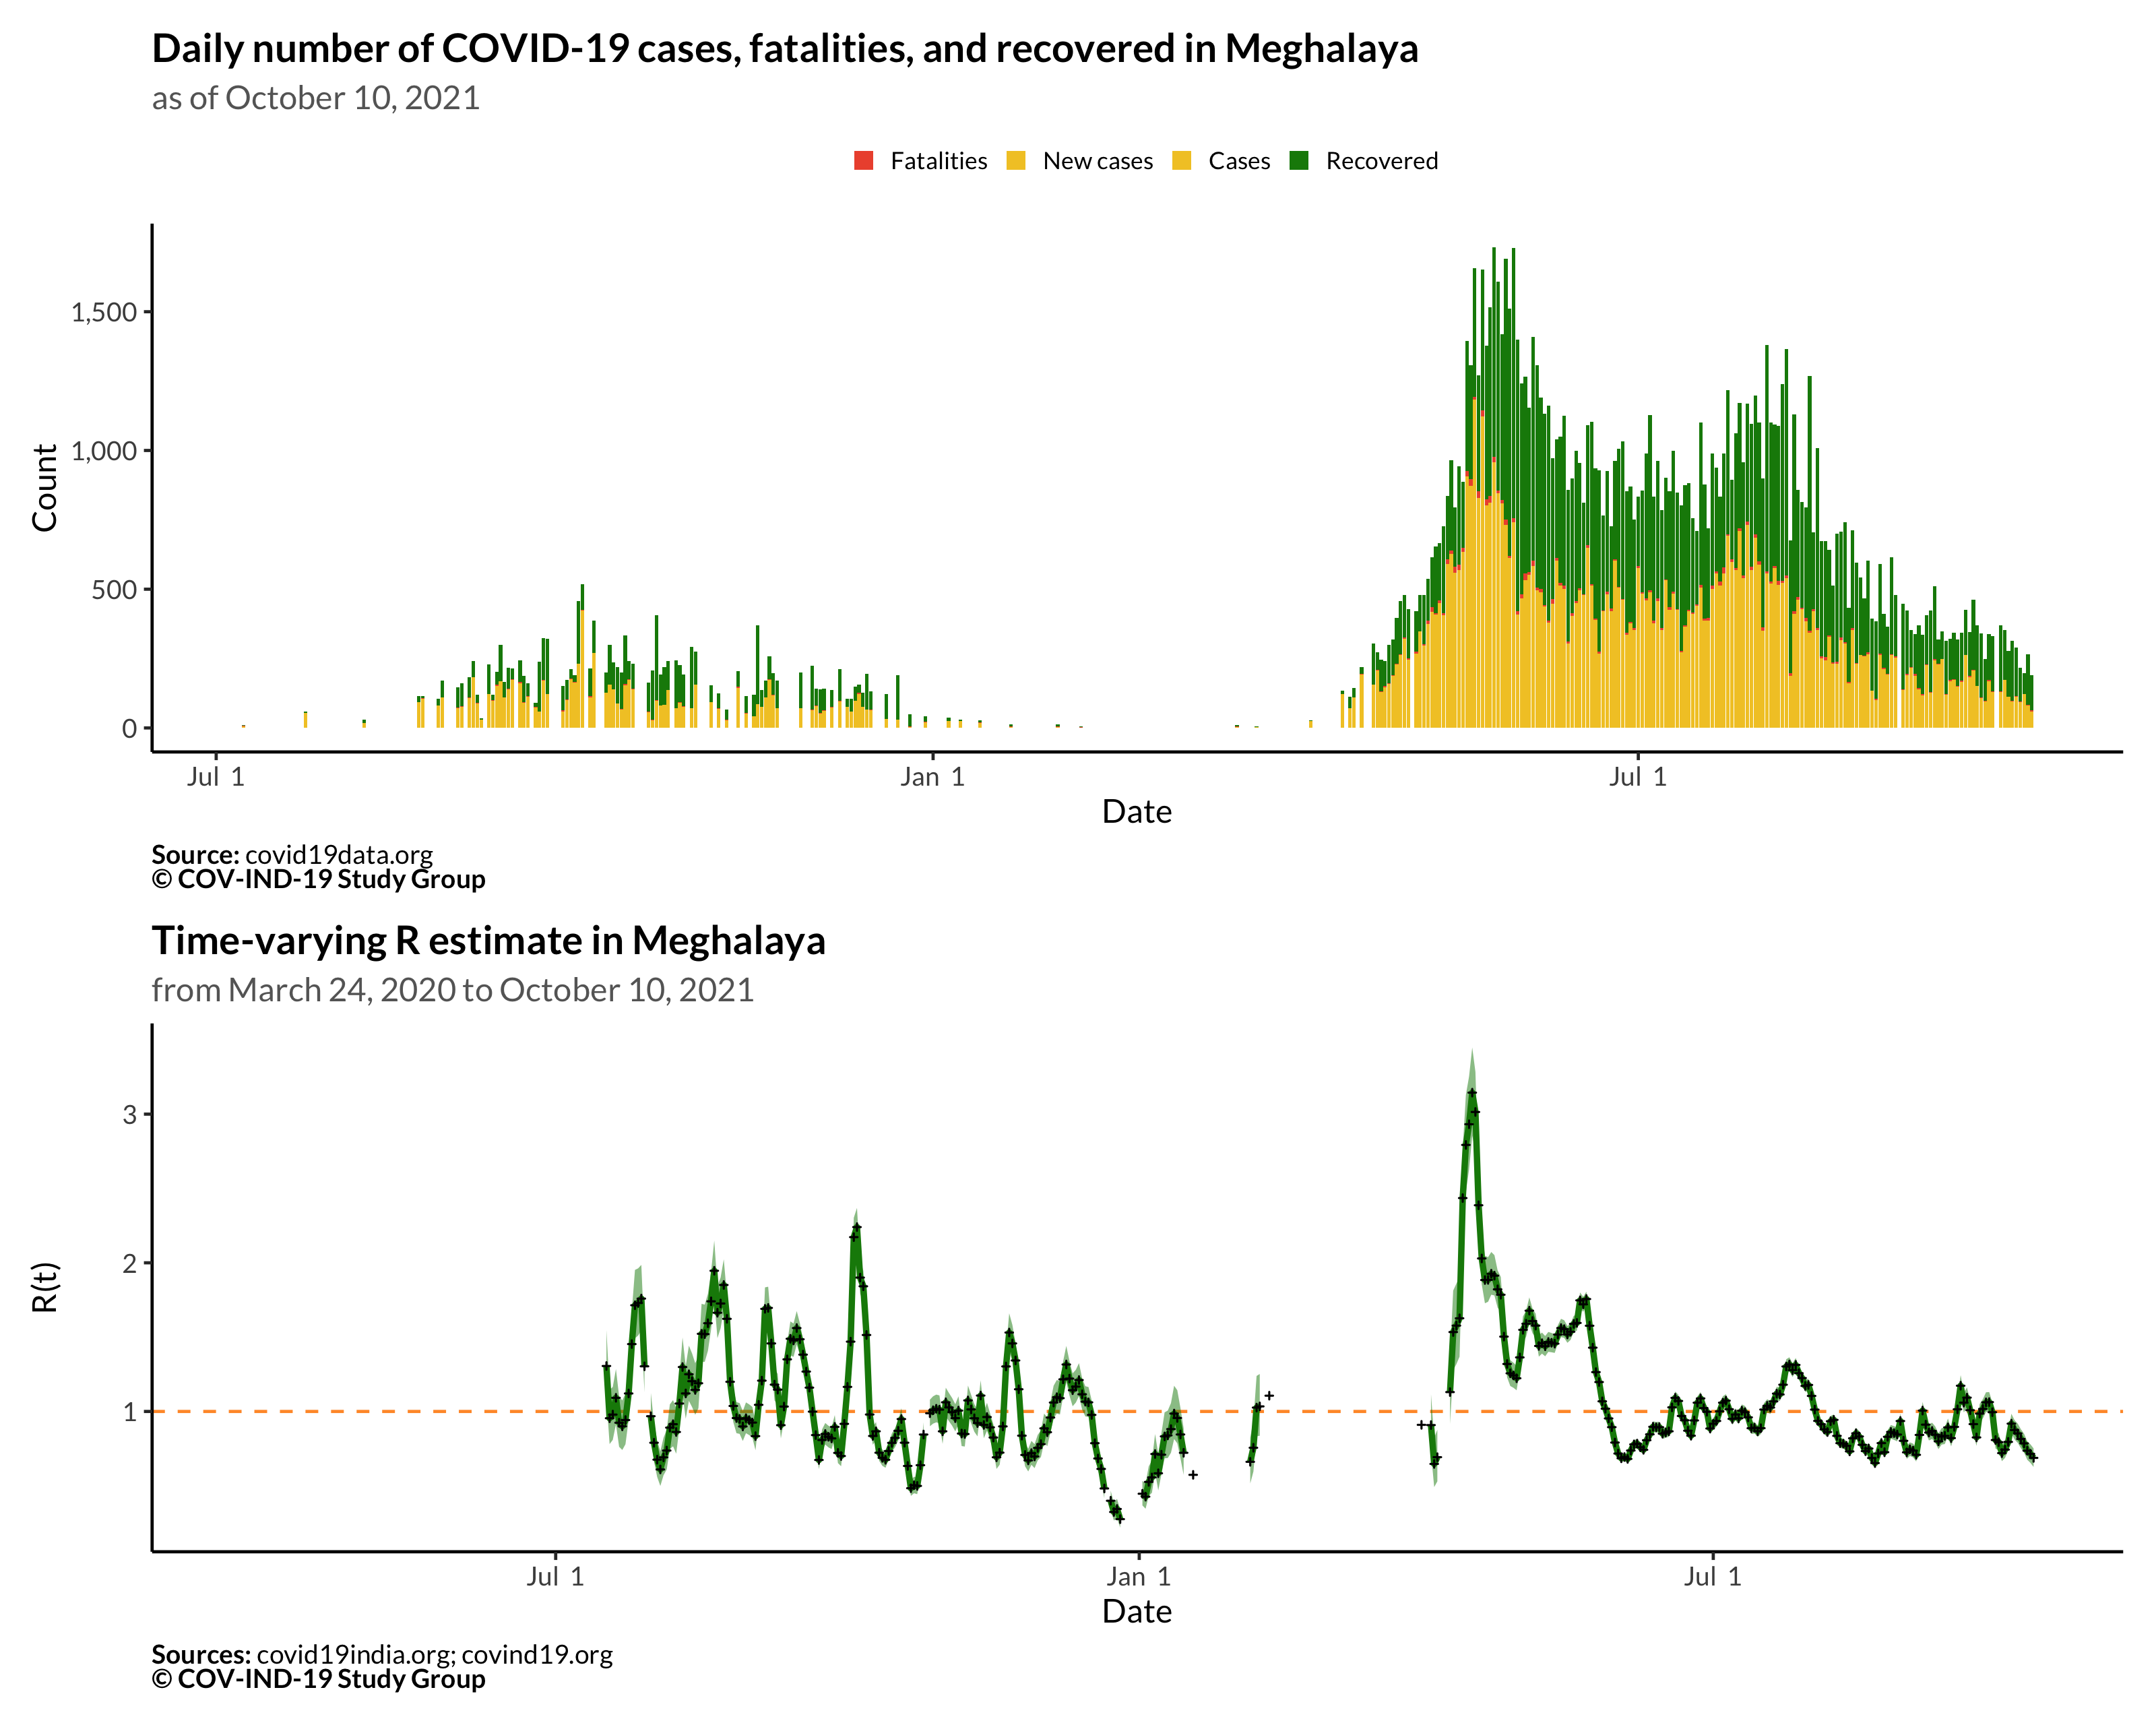 Daily number of COVID-19 cases, fatalities, and recovered in Meghalaya
as of October 10, 2021
Fatalities New cases Cases Recovered
Count
1,500
1,000
500
0
Jul 1 Jan 1 Jul 1
Date
Source: covid19data.org
© COV-IND-19 Study Group
Time-varying R estimate in Meghalaya
from March 24, 2020 to October 10, 2021
R(t)
3
2
1
Jul 1 Jan 1 Jul 1
Date
Sources: covid19india.org; covind19.org
© COV-IND-19 Study Group